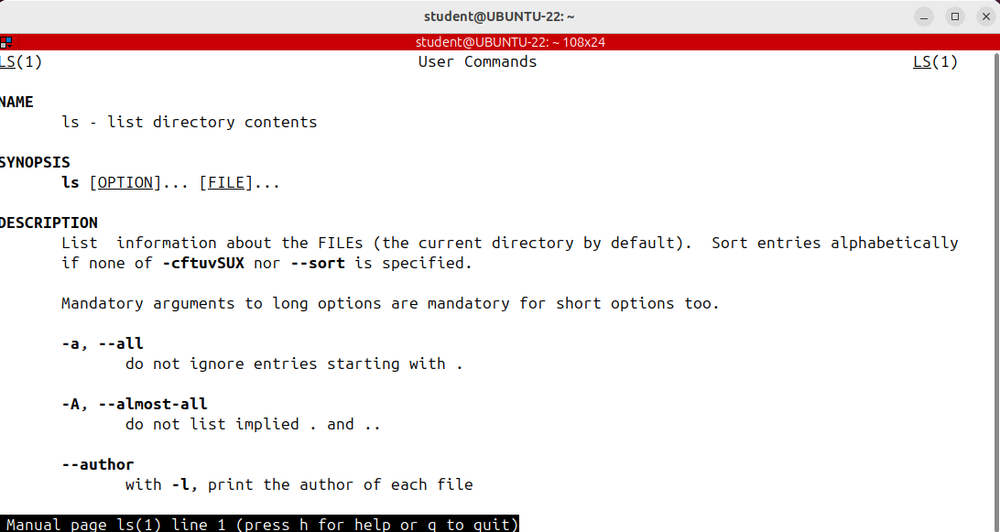 student@UBUNTU-22: ~
student@UBUNTU-22: ~ 108x24
LS(1) User Commands LS(1)
NAME
ls - list directory contents
SYNOPSIS
ls [OPTION]... [FILE]...
DESCRIPTION
List  information about the FILEs (the current directory by default).  Sort entries alphabetically
if none of -cftuvSUX nor --sort is specified.
Mandatory arguments to long options are mandatory for short options too.
-a, --all
do not ignore entries starting with .
-A, --almost-all
do not list implied . and ..
--author
with -l, print the author of each file
Manual page ls(1) line 1 (press h for help or q to quit)